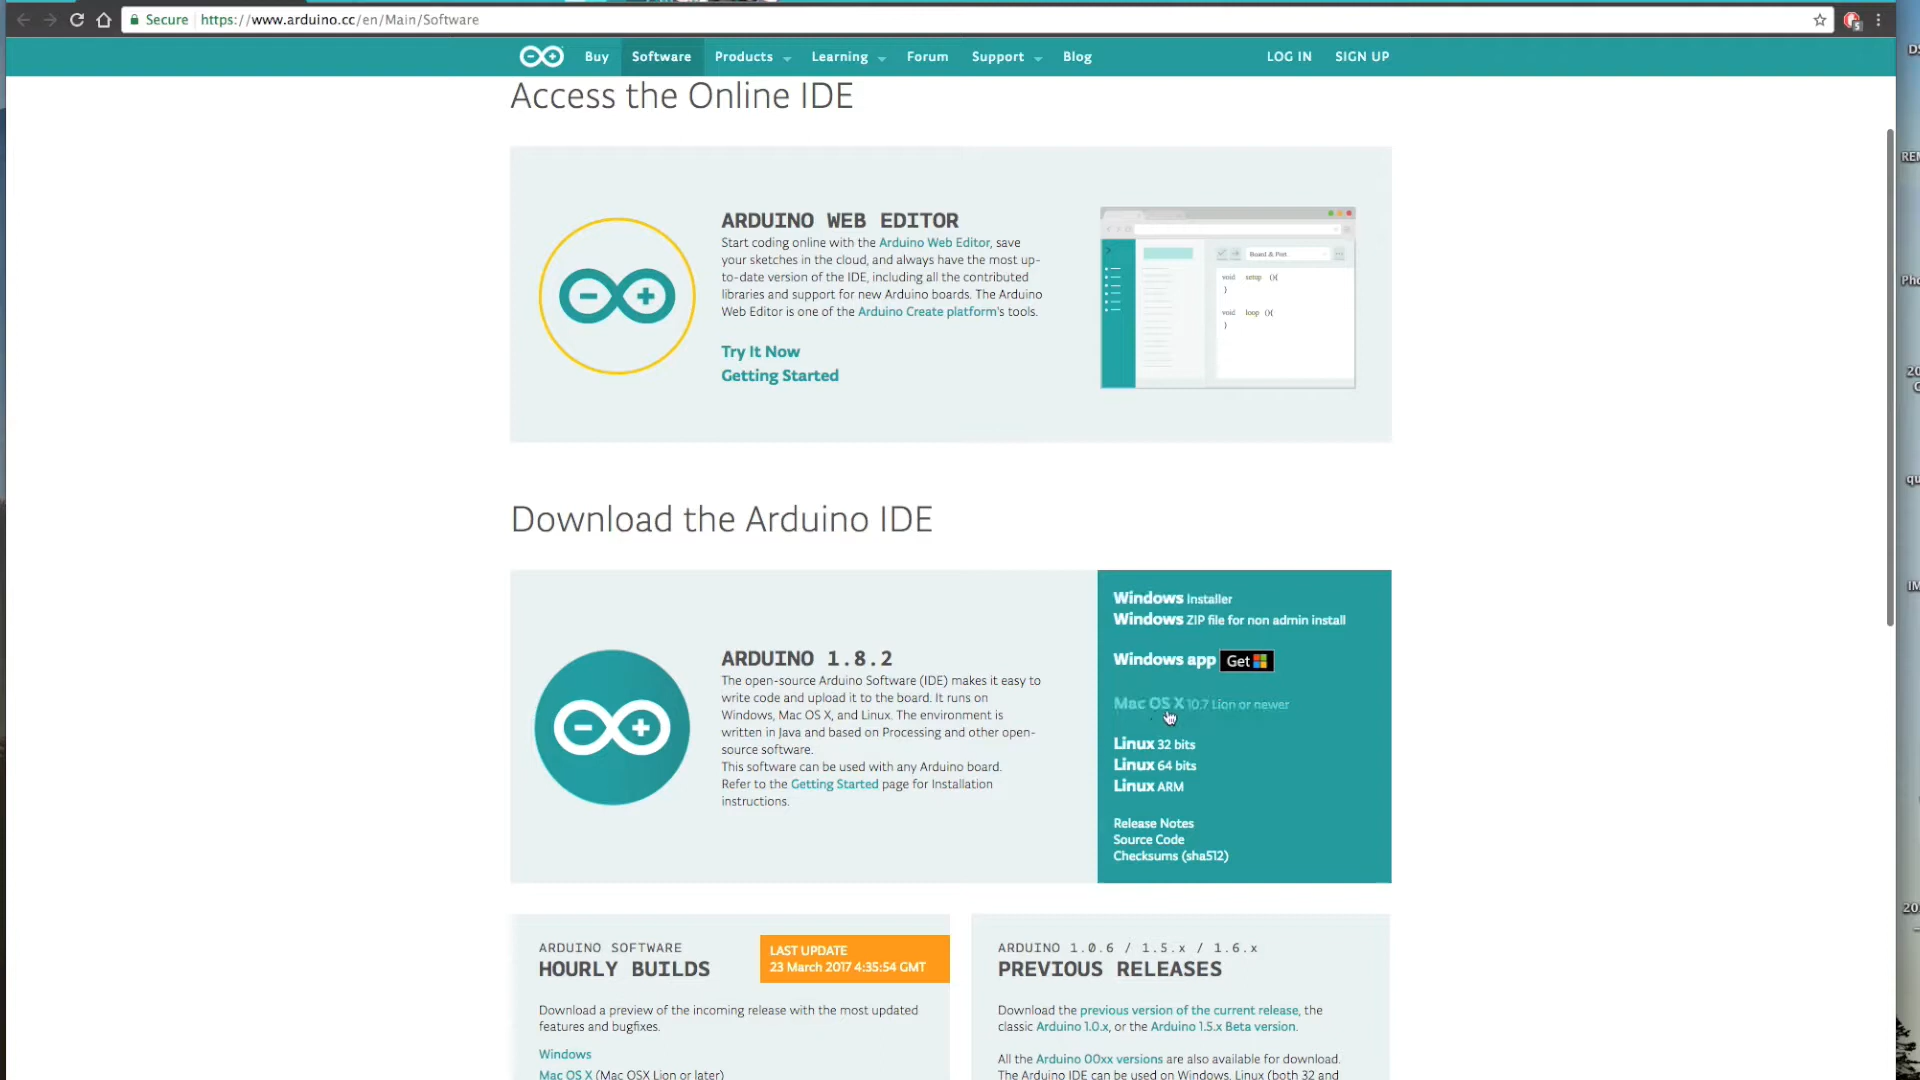 Secure https://www.arduino.cc/en/Main/Software
Buy Software Products Learning Forum Support Blog LOG IN SIGN UP
Access the Online IDE
ARDUINO WEB EDITOR
Start coding online with the Arduino Web Editor, save
your sketches in the cloud, and always have the most up-
to-date version of the IDE, including all the contributed
libraries and support for new Arduino boards. The Arduino
Web Editor is one of the Arduino Create platform's tools.
Try It Now
Getting Started
Board & Port
void setup (){
}
void loop (){
}
Download the Arduino IDE
ARDUINO 1.8.2
The open-source Arduino Software (IDE) makes it easy to
write code and upload it to the board. It runs on
Windows, Mac OS X, and Linux. The environment is
written in Java and based on Processing and other open-
source software.
This software can be used with any Arduino board.
Refer to the Getting Started page for Installation
instructions.
Windows Installer
Windows ZIP file for non admin install
Windows app Get
Mac OS X 10.7 Lion or newer
Linux 32 bits
Linux 64 bits
Linux ARM
Release Notes
Source Code
Checksums (sha512)
ARDUINO SOFTWARE
HOURLY BUILDS
LAST UPDATE
23 March 2017 4:35:54 GMT
Download a preview of the incoming release with the most updated
features and bugfixes.
Windows
Mac OS X (Mac OSX Lion or later)
ARDUINO 1.0.6 / 1.5.x / 1.6.x
PREVIOUS RELEASES
Download the previous version of the current release, the
classic Arduino 1.0.x, or the Arduino 1.5.x Beta version.
All the Arduino 00xx versions are also available for download.
The Arduino IDE can be used on Windows, Linux (both 32 and